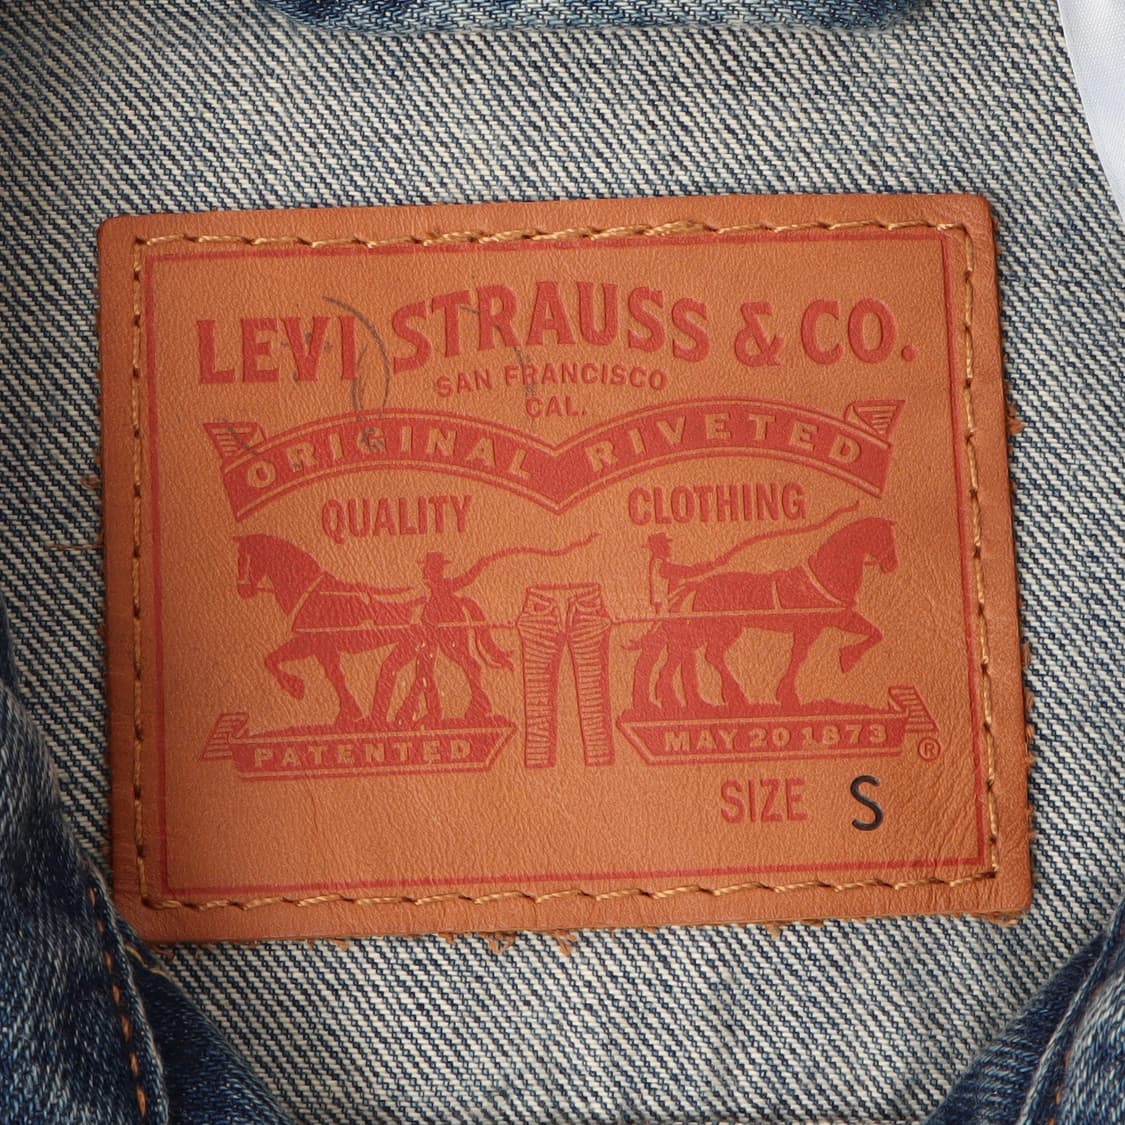 LEVI STRAUSS & CO.
SAN FRANCISCO
CAL.
ORIGINAL RIVETED
QUALITY CLOTHING
PATENTED MAY 20 1873 ®
SIZE S